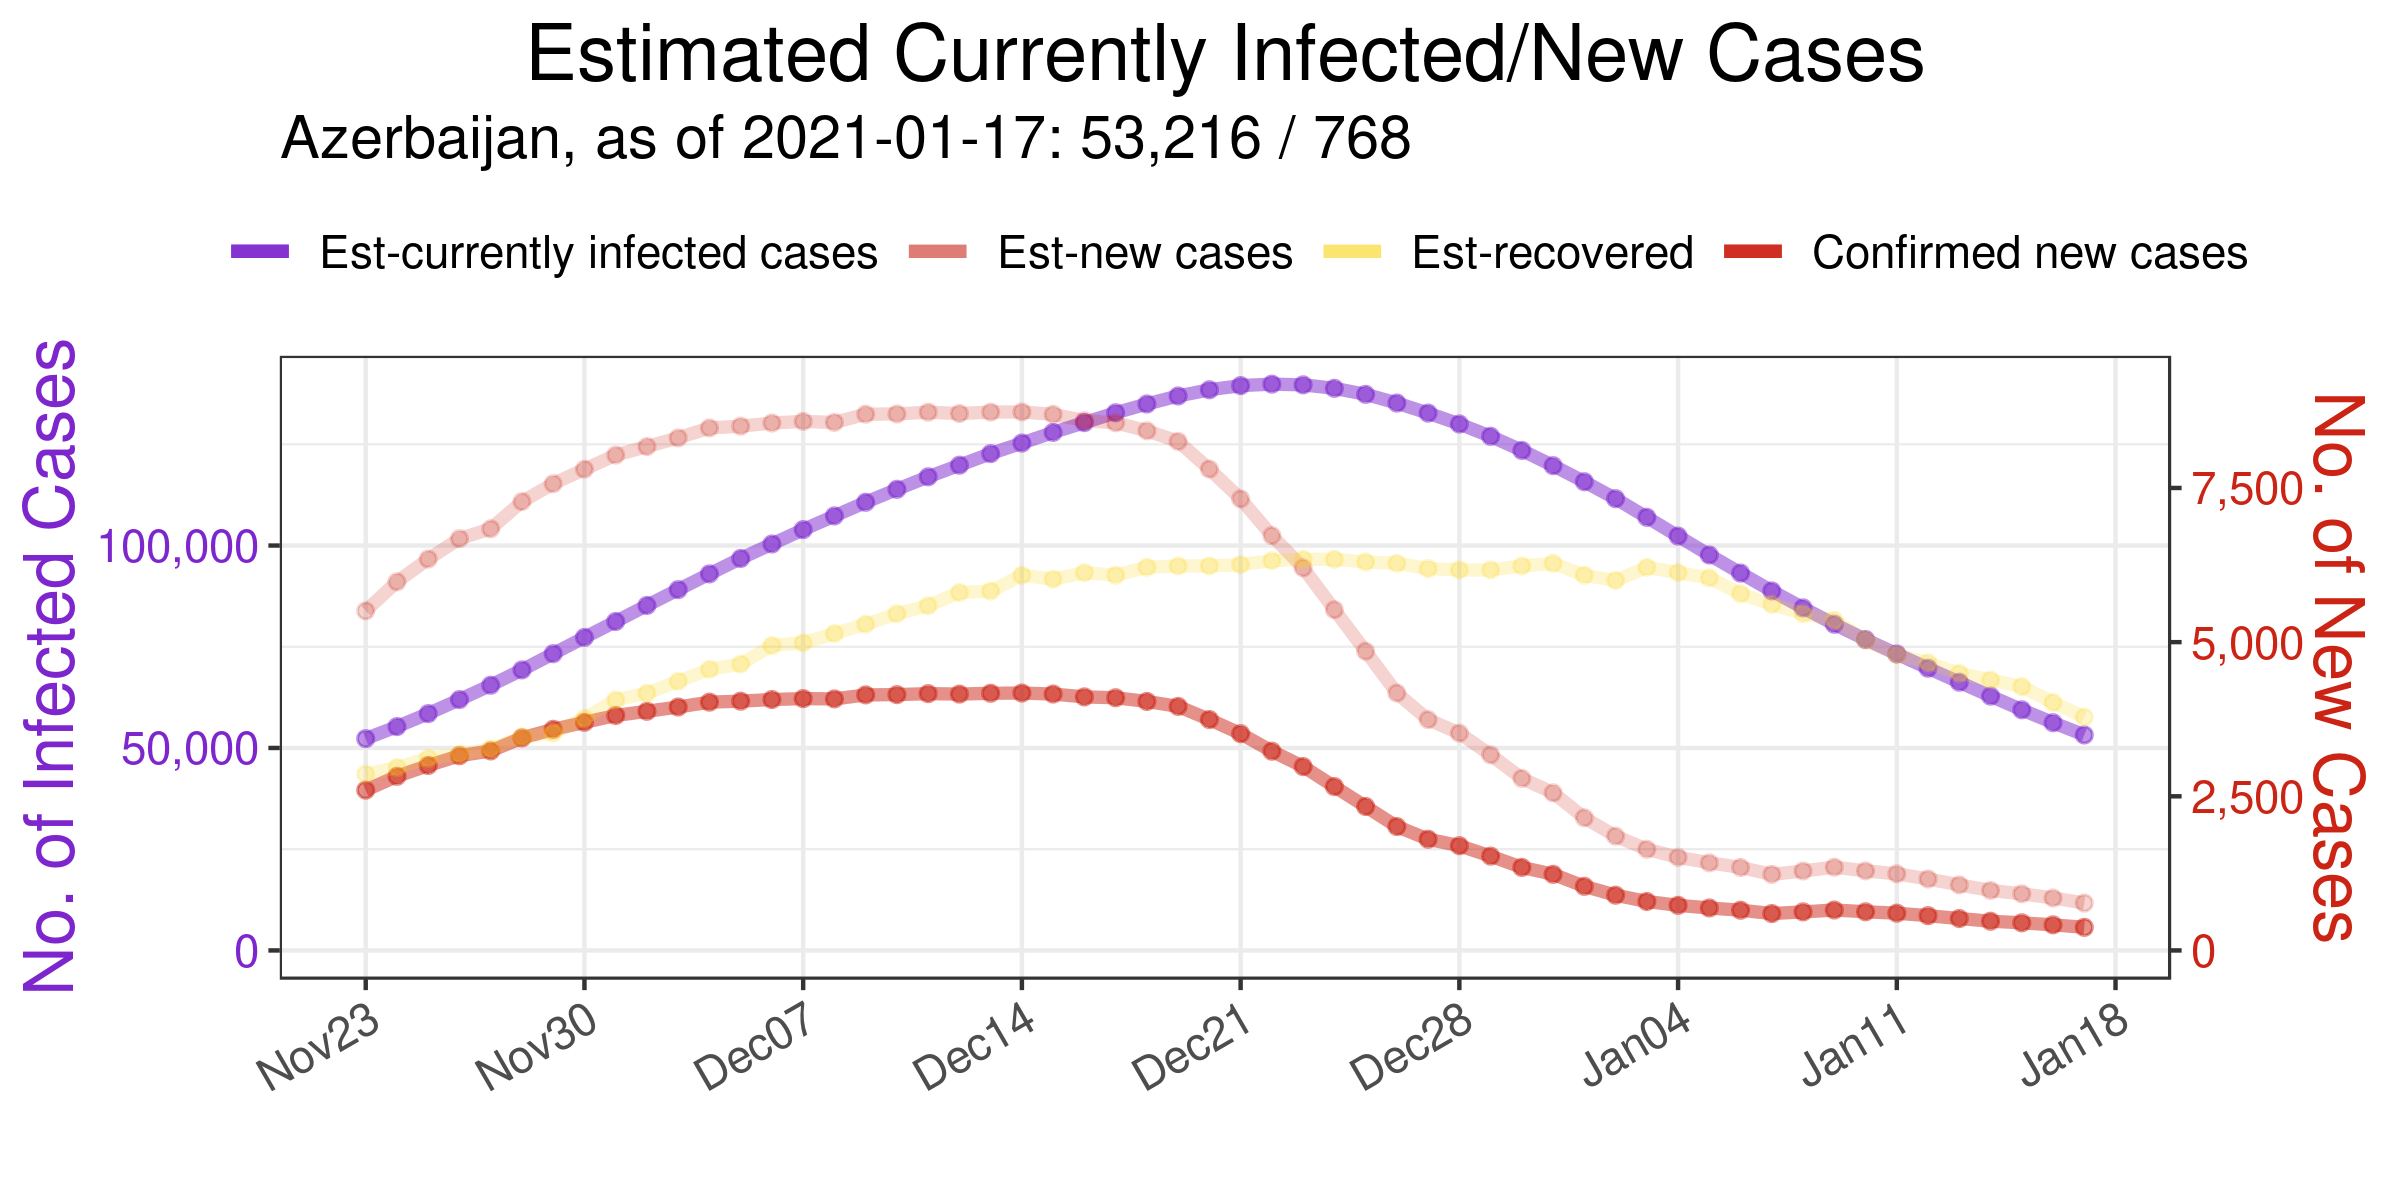 Estimated Currently Infected/New Cases
Azerbaijan, as of 2021-01-17: 53,216 / 768
Est-currently infected cases Est-new cases Est-recovered Confirmed new cases
No. of Infected Cases
100,000
50,000
0
7,500
5,000
2,500
0
No. of New Cases
Nov23 Nov30 Dec07 Dec14 Dec21 Dec28 Jan04 Jan11 Jan18